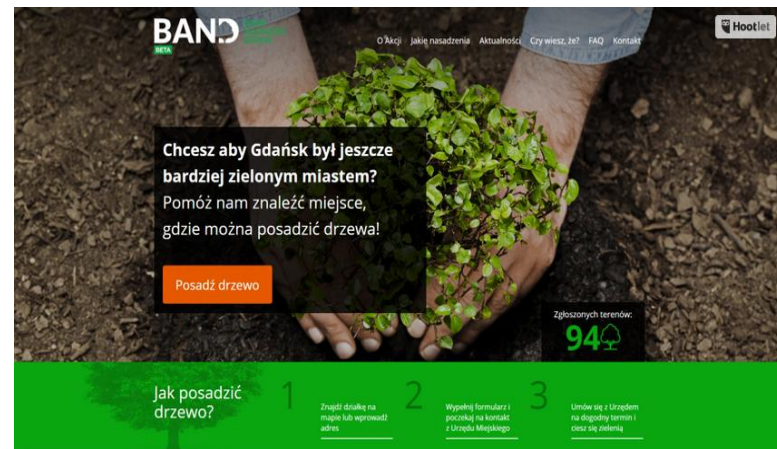 BAND
BETA
O Akcji Jakie nasadzenia Aktualności Czy wiesz, że? FAQ Kontakt
Hootlet
Chcesz aby Gdańsk był jeszcze
bardziej zielonym miastem?
Pomóż nam znaleźć miejsce,
gdzie można posadzić drzewa!
Posadź drzewo
Zgłoszonych terenów:
94
Jak posadzić
drzewo?
1
Znajdź działkę na
mapie lub wprowadź
adres
2
Wypełnij formularz i
poczekaj na kontakt
z Urzędu Miejskiego
3
Umów się z Urzędem
na dogodny termin i
ciesz się zielenią